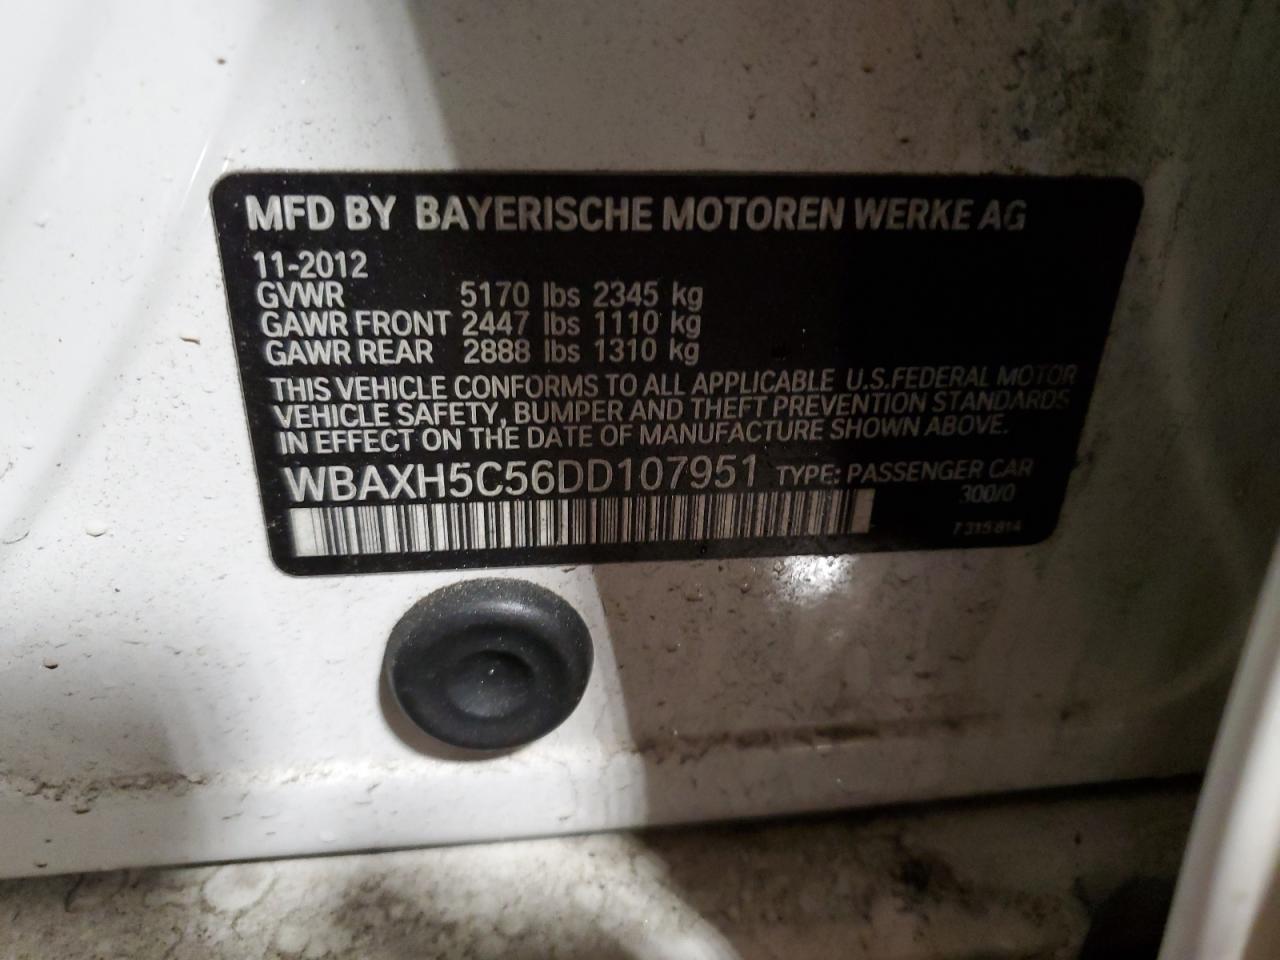 MFD BY BAYERISCHE MOTOREN WERKE AG
11-2012
GVWR 5170 lbs 2345 kg
GAWR FRONT 2447 lbs 1110 kg
GAWR REAR 2888 lbs 1310 kg
THIS VEHICLE CONFORMS TO ALL APPLICABLE U.S.FEDERAL MOTOR
VEHICLE SAFETY, BUMPER AND THEFT PREVENTION STANDARDS
IN EFFECT ON THE DATE OF MANUFACTURE SHOWN ABOVE.
WBAXH5C56DD107951 TYPE: PASSENGER CAR
300/0
7 315 814